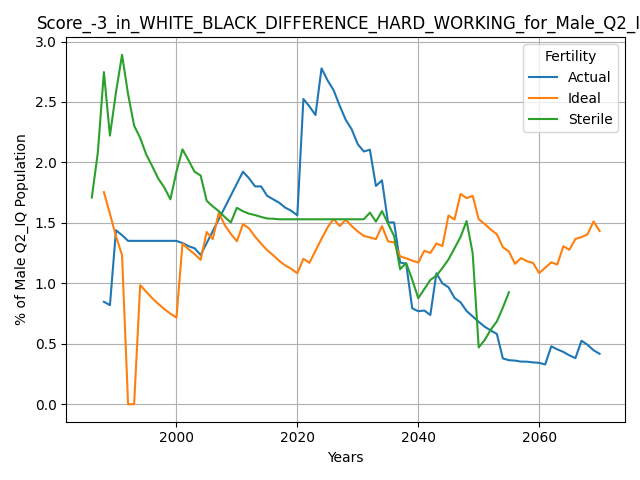 Score_-3_in_WHITE_BLACK_DIFFERENCE_HARD_WORKING_for_Male_Q2_I
3.0
2.5
2.0
1.5
1.0
0.5
0.0
% of Male Q2_IQ Population
Fertility
Actual
Ideal
Sterile
2000
2020
2040
2060
Years